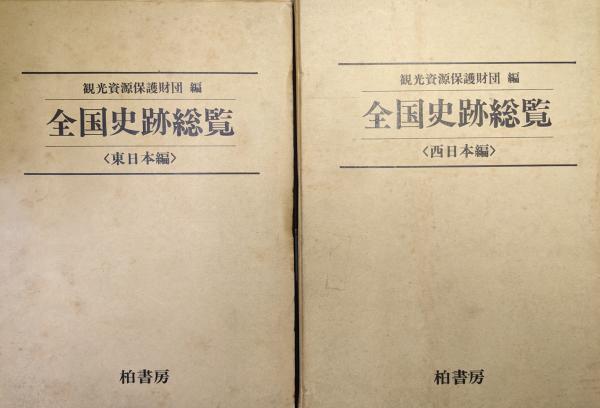 観光資源保護財団 編
全国史跡総覧
〈東日本編〉
柏書房
観光資源保護財団 編
全国史跡総覧
〈西日本編〉
柏書房